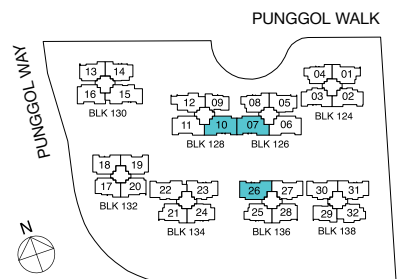 PUNGGOL WALK
PUNGGOL WAY
13 14
16 15
BLK 130
04 01
03 02
BLK 124
12 09
11 10
BLK 128
08 05
07 06
BLK 126
18 19
17 20
BLK 132
22 23
21 24
BLK 134
26 27
25 28
BLK 136
30 31
29 32
BLK 138
N